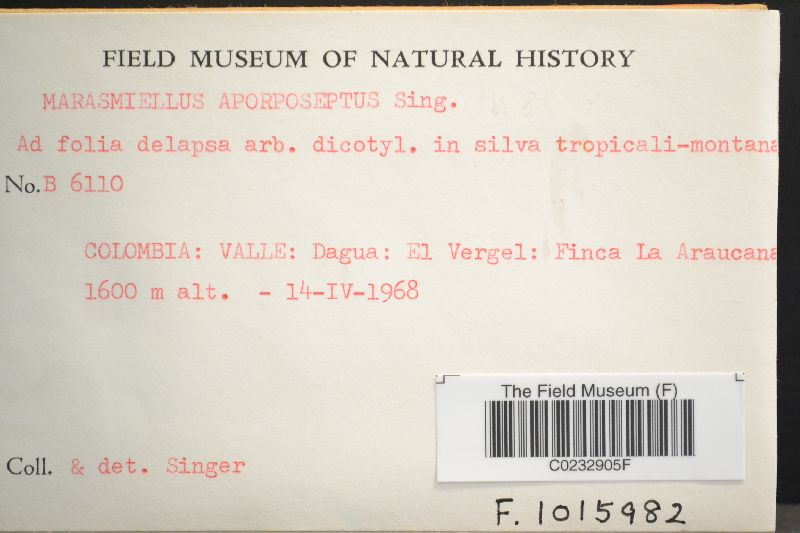 FIELD MUSEUM OF NATURAL HISTORY
MARASMIELLUS APORPOSEPTUS Sing.
Ad folia delapsa arb. dicotyl. in silva tropicali-montana
No. B 6110
COLOMBIA: VALLE: Dagua: El Vergel: Finca La Araucana
1600 m alt. - 14-IV-1968
The Field Museum (F)
C0232905F
Coll. & det. Singer
F. 1015982